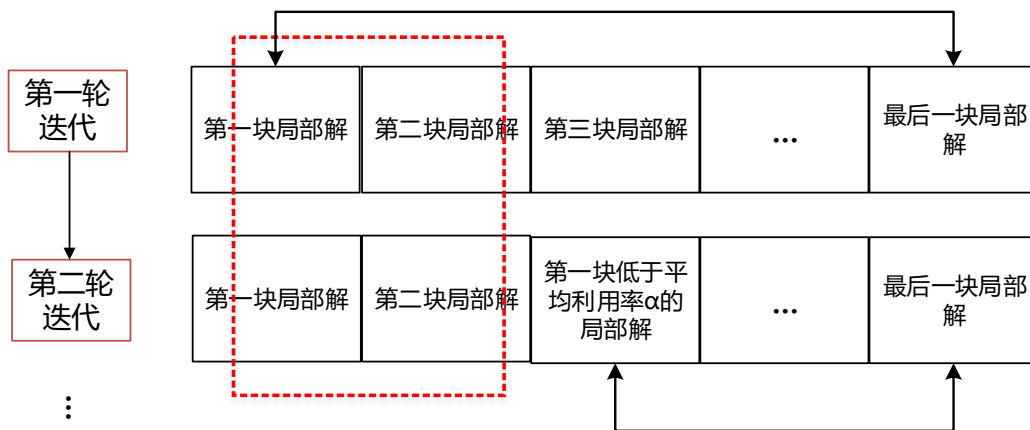 第一轮
迭代
第一块局部解
第二块局部解
第三块局部解
...
最后一块局部
解
第二轮
迭代
第一块局部解
第二块局部解
第一块低于平
均利用率α的
局部解
...
最后一块局部
解
...